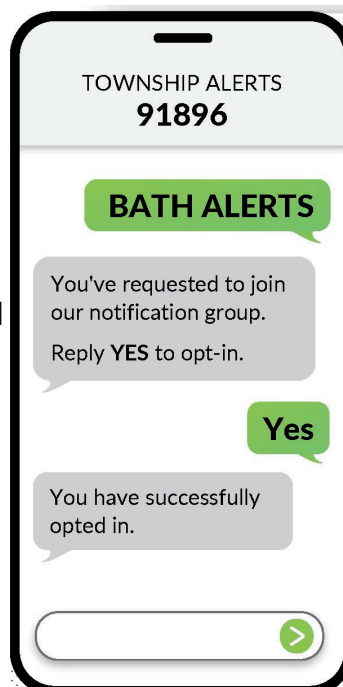 TOWNSHIP ALERTS
91896
BATH ALERTS
You've requested to join
our notification group.
Reply YES to opt-in.
Yes
You have successfully
opted in.